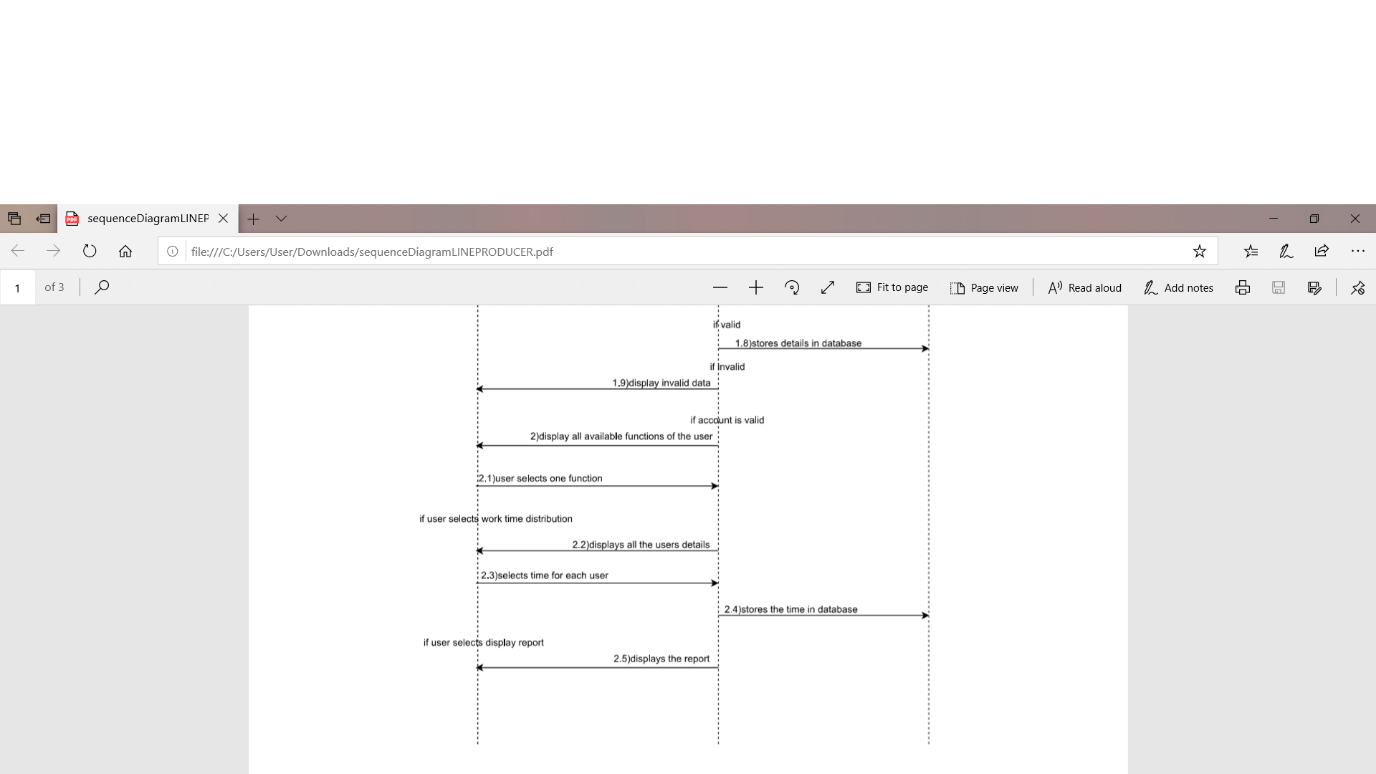 sequenceDiagramLINEP
file:///C:/Users/User/Downloads/sequenceDiagramLINEPRODUCER.pdf
1 of 3 Fit to page Page view Read aloud Add notes
if valid
1.8)stores details in database
if invalid
1.9)display invalid data
if account is valid
2)display all available functions of the user
2.1)user selects one function
if user selects work time distribution
2.2)displays all the users details
2.3)selects time for each user
2.4)stores the time in database
if user selects display report
2.5)displays the report